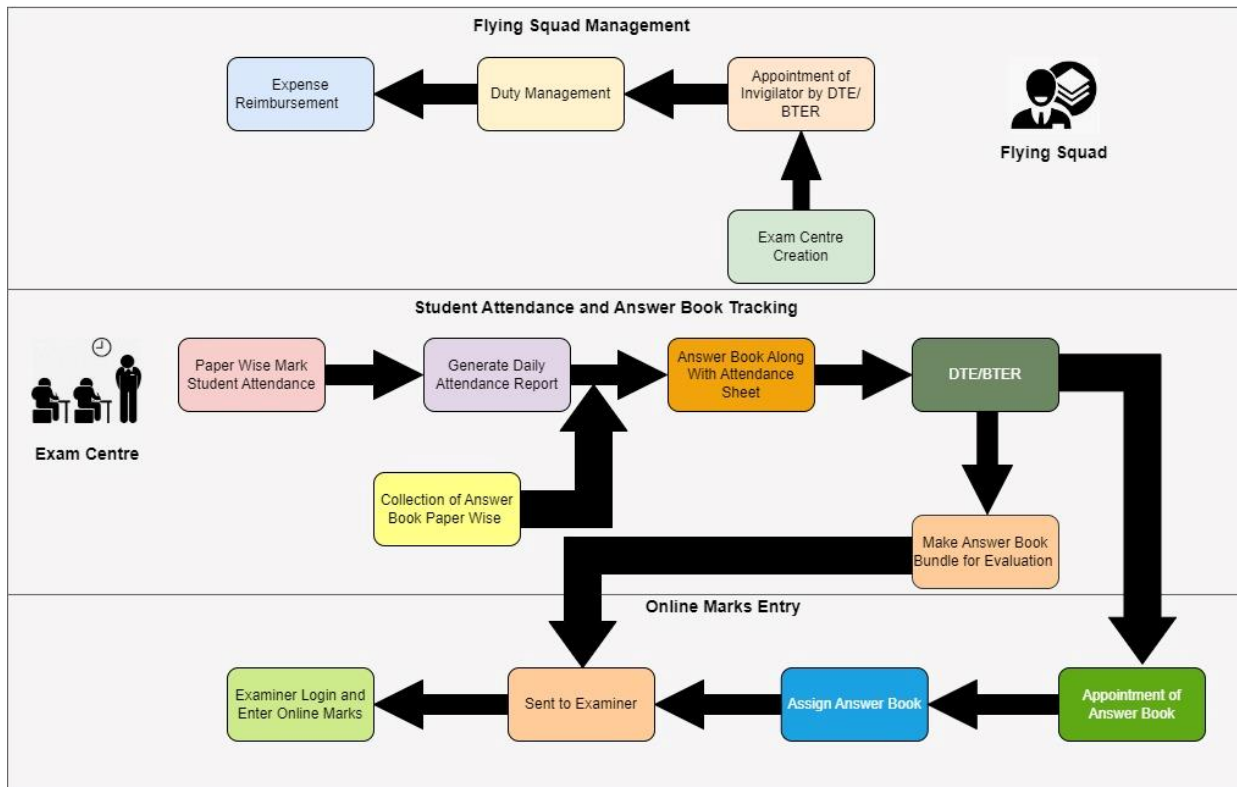 Flying Squad Management
Expense
Reimbursement
Duty Management
Appointment of
Invigilator by DTE/
BTER
Flying Squad
Exam Centre
Creation
Student Attendance and Answer Book Tracking
Paper Wise Mark
Student Attendance
Generate Daily
Attendance Report
Answer Book Along
With Attendance
Sheet
DTE/BTER
Exam Centre
Collection of Answer
Book Paper Wise
Make Answer Book
Bundle for Evaluation
Online Marks Entry
Examiner Login and
Enter Online Marks
Sent to Examiner
Assign Answer Book
Appointment of
Answer Book